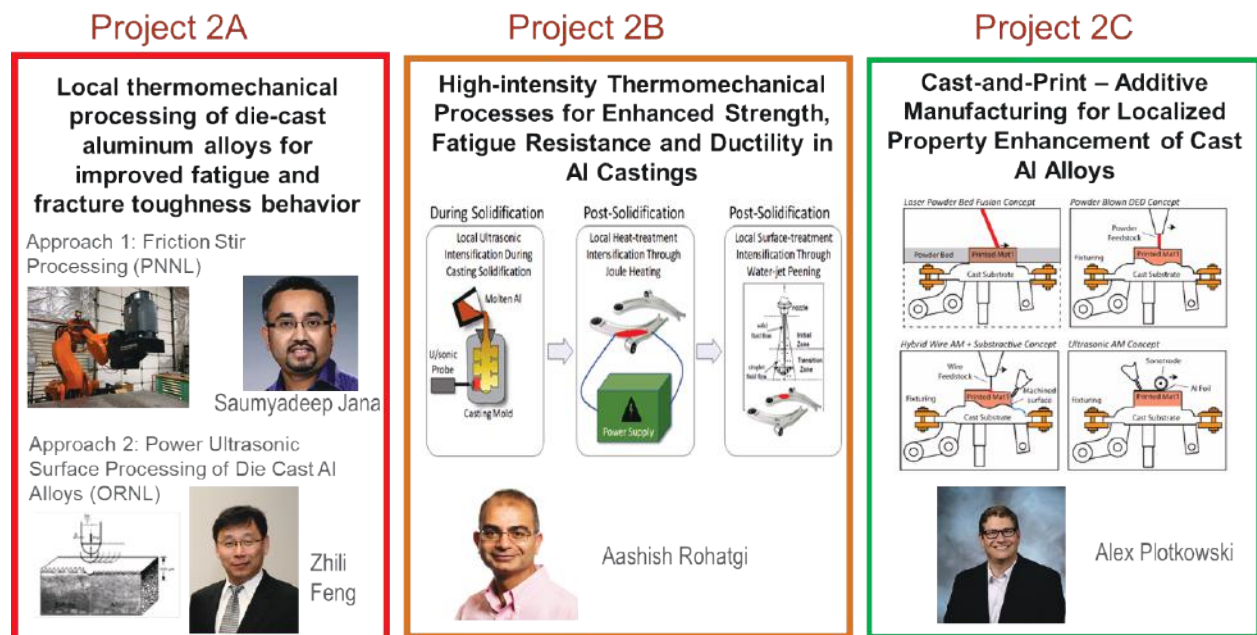 Project 2A
Local thermomechanical
processing of die-cast
aluminum alloys for
improved fatigue and
fracture toughness behavior
Approach 1: Friction Stir
Processing (PNNL)
Saumyadeep Jana
Approach 2: Power Ultrasonic
Surface Processing of Die Cast Al
Alloys (ORNL)
Zhili
Feng
Project 2B
High-intensity Thermomechanical
Processes for Enhanced Strength,
Fatigue Resistance and Ductility in
Al Castings
During Solidification
Local Ultrasonic
Intensification During
Casting Solidification
Molten Al
U/sonic
Probe
Casting Mold
Post-Solidification
Local Heat-treatment
Intensification Through
Joule Heating
Power Supply
Post-Solidification
Local Surface-treatment
Intensification Through
Water-jet Peening
nozzle
Initial
Zone
Transition
Zone
Aashish Rohatgi
Project 2C
Cast-and-Print – Additive
Manufacturing for Localized
Property Enhancement of Cast
Al Alloys
Laser Powder Bed Fusion Concept
Powder Bed
Printed Mat'l
Cast Substrate
Powder Blown DED Concept
Powder
Feedstock
Fixturing
Printed Mat'l
Cast Substrate
Hybrid Wire AM + Substractive Concept
Wire
Feedstock
Machined
surface
Fixturing
Printed Mat'l
Cast Substrate
Ultrasonic AM Concept
Sonotrode
Al Foil
Fixturing
Printed Mat'l
Cast Substrate
Alex Plotkowski